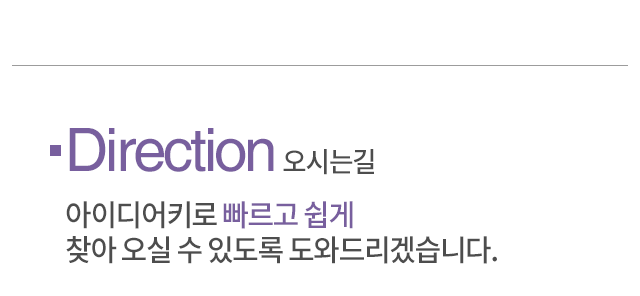 Direction 오시는길
아이디어키로 빠르고 쉽게
찾아 오실 수 있도록 도와드리겠습니다.